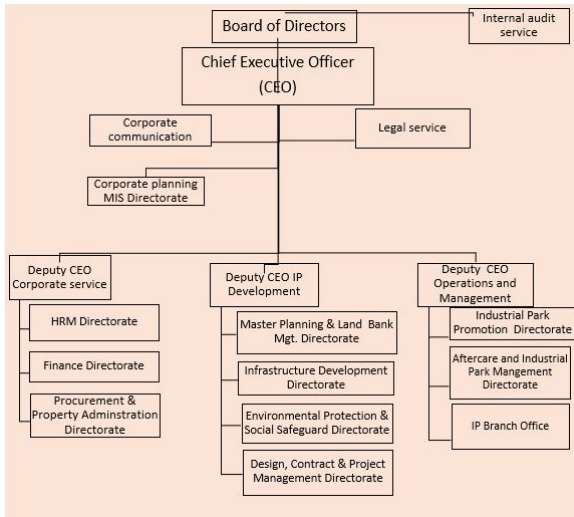 Board of Directors
Internal audit
service
Chief Executive Officer
(CEO)
Corporate
communication
Legal service
Corporate planning
MIS Directorate
Deputy CEO
Corporate service
HRM Directorate
Finance Directorate
Procurement &
Property Adminstration
Directorate
Deputy CEO IP
Development
Master Planning & Land Bank
Mgt. Directorate
Infrastructure Development
Directorate
Environmental Protection &
Social Safeguard Directorate
Design, Contract & Project
Management Directorate
Deputy CEO
Operations and
Management
Industrial Park
Promotion Directorate
Aftercare and Industrial
Park Mangement
Directorate
IP Branch Office